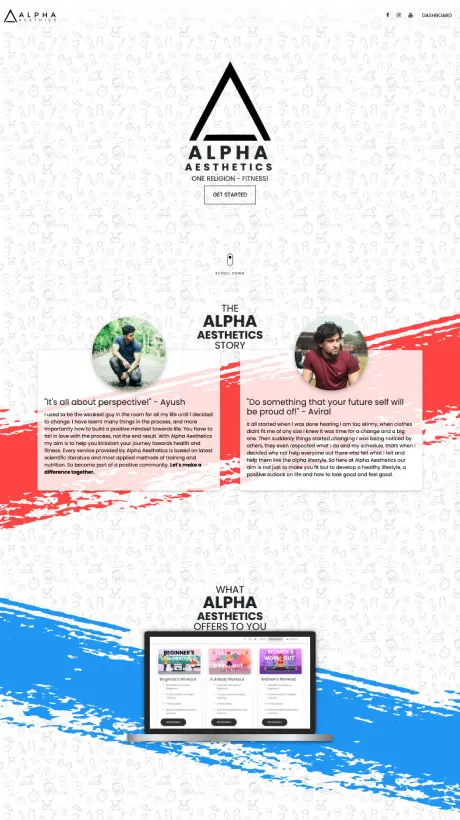 ALPHA
AESTHETICS
DASHBOARD
ALPHA
AESTHETICS
ONE RELIGION - FITNESS!
GET STARTED
SCROLL DOWN
THE
ALPHA
AESTHETICS
STORY
"It's all about perspective!" - Ayush
I used to be the weakest guy in the room for all my life until I decided
to change. I have learnt many things in the process, and more
importantly how to build a positive mindset towards life. You have to
fall in love with the process, not the end result. With Alpha Aesthetics
my aim is to help you kickstart your journey towards health and
fitness. Every service provided by Alpha Aesthetics is based on latest
scientific literature and most applied methods of training and
nutrition. So become part of a positive community. Let's make a
difference together.
"Do something that your future self will
be proud of!" - Aviral
It all started when I was done hearing I am too skinny, when clothes
didn't fit me of any size I knew it was time for a change and a big
one. Then suddenly things started changing I was being noticed by
others, they even respected what I do and my schedule, thats when I
decided why not help everyone out there who felt what I felt and
help them live the alpha lifestyle. So here at Alpha Aesthetics our
aim is not just to make you fit but to develop a healthy lifestyle, a
positive outlook on life and how to look good and feel good.
WHAT
ALPHA
AESTHETICS
OFFERS TO YOU
BEGINNER'S
WORKOUT
FULL BODY
WORKOUT
WOMEN'S
WORKOUT
Beginner's Workout
Full Body Workout
Women's Workout